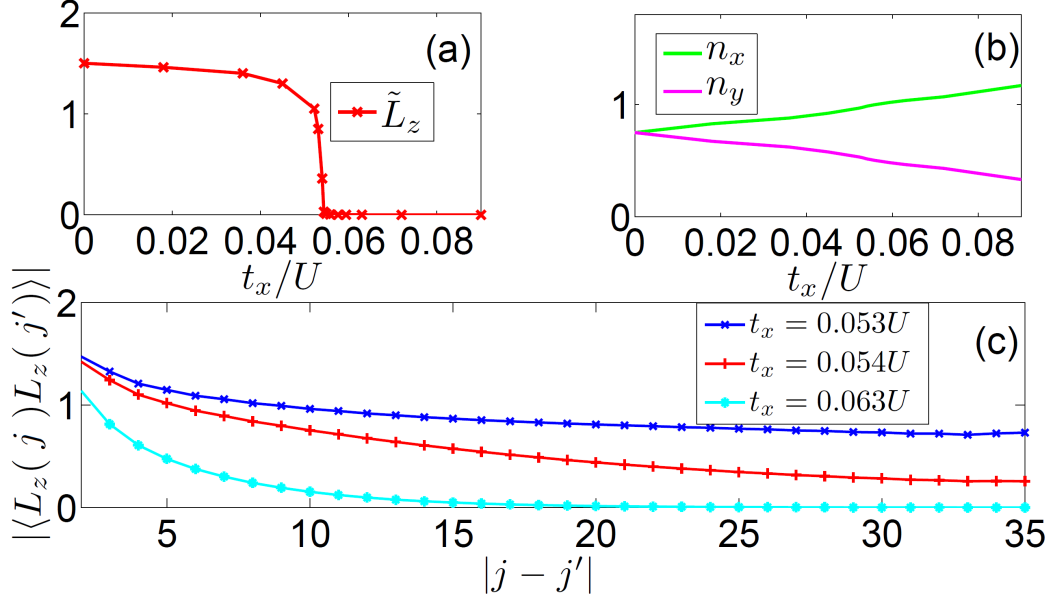 2
(a)
1
L̃_z
0
0 0.02 0.04 0.06 0.08
t_x/U
(b)
n_x
n_y
1
0
0 0.02 0.04 0.06 0.08
t_x/U
2
(c)
t_x = 0.053U
t_x = 0.054U
t_x = 0.063U
1
0
5 10 15 20 25 30 35
|j − j′|
|⟨L_z(j)L_z(j′)⟩|